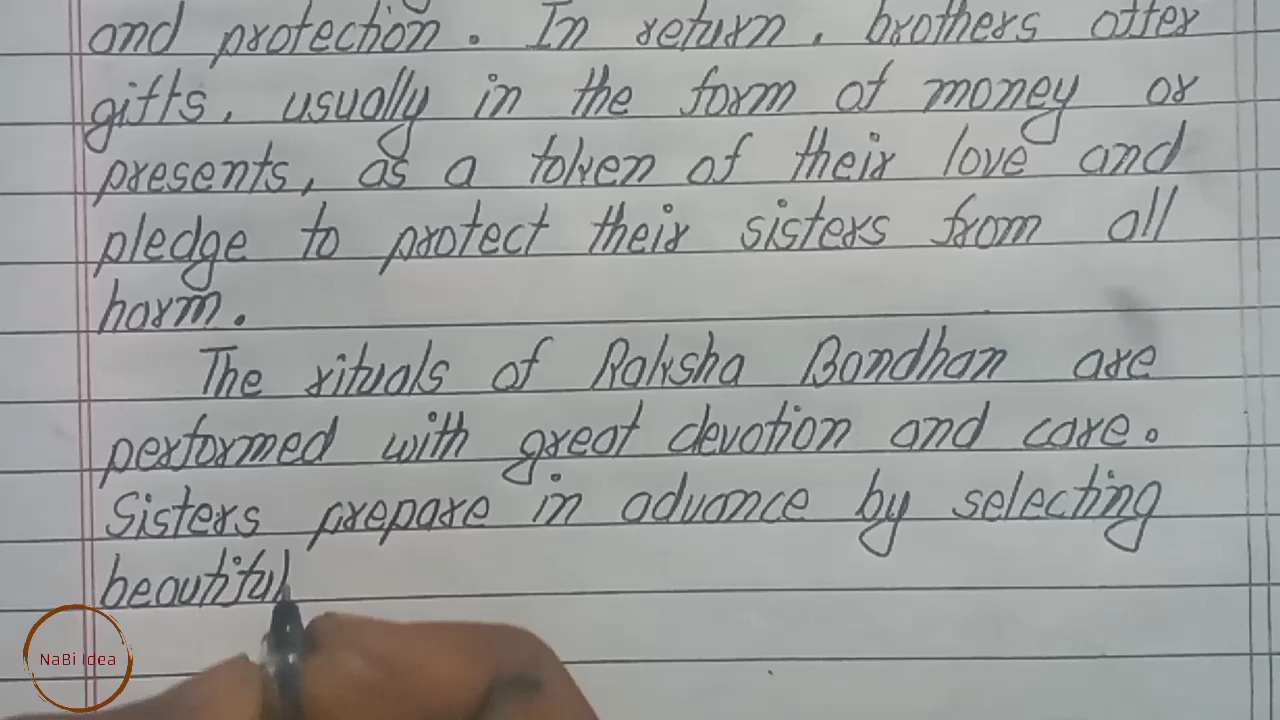 and protection. In return, brothers offer
gifts, usually in the form of money or
presents, as a token of their love and
pledge to protect their sisters from all
harm.
The rituals of Raksha Bandhan are
performed with great devotion and care.
Sisters prepare in advance by selecting
beautiful
NaBi Idea